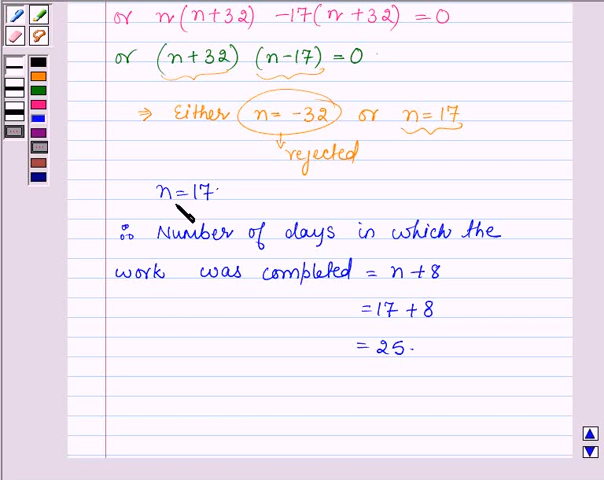 or n(n+32) -17(n+32) = 0
or (n+32) (n-17) = 0
⇒ Either n = -32 or n = 17
rejected
n = 17.
∴ Number of days in which the
work was completed = n + 8
= 17 + 8
= 25.